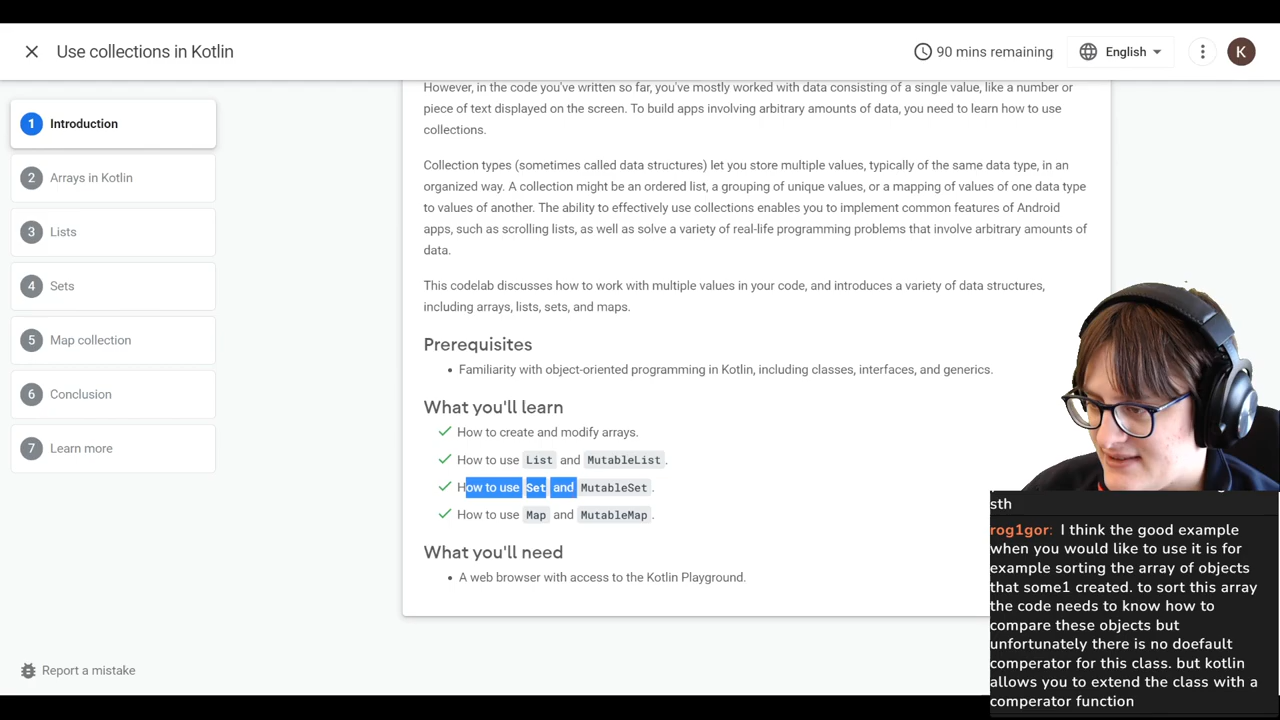 Use collections in Kotlin
90 mins remaining
English
K
1 Introduction
2 Arrays in Kotlin
3 Lists
4 Sets
5 Map collection
6 Conclusion
7 Learn more
Report a mistake
However, in the code you've written so far, you've mostly worked with data consisting of a single value, like a number or
piece of text displayed on the screen. To build apps involving arbitrary amounts of data, you need to learn how to use
collections.
Collection types (sometimes called data structures) let you store multiple values, typically of the same data type, in an
organized way. A collection might be an ordered list, a grouping of unique values, or a mapping of values of one data type
to values of another. The ability to effectively use collections enables you to implement common features of Android
apps, such as scrolling lists, as well as solve a variety of real-life programming problems that involve arbitrary amounts of
data.
This codelab discusses how to work with multiple values in your code, and introduces a variety of data structures,
including arrays, lists, sets, and maps.
Prerequisites
• Familiarity with object-oriented programming in Kotlin, including classes, interfaces, and generics.
What you'll learn
How to create and modify arrays.
How to use List and MutableList.
How to use Set and MutableSet.
How to use Map and MutableMap.
What you'll need
• A web browser with access to the Kotlin Playground.
sth
rog1gor: I think the good example
when you would like to use it is for
example sorting the array of objects
that some1 created. to sort this array
the code needs to know how to
compare these objects but
unfortunately there is no doefault
comperator for this class. but kotlin
allows you to extend the class with a
comperator function